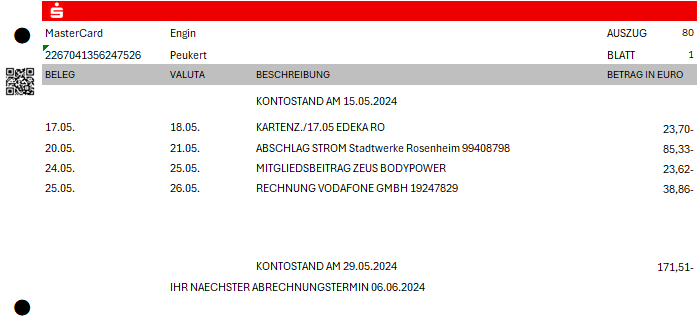 MasterCard Engin AUSZUG 80
2267041356247526 Peukert BLATT 1
BELEG VALUTA BESCHREIBUNG BETRAG IN EURO
KONTOSTAND AM 15.05.2024
17.05. 18.05. KARTENZ./17.05 EDEKA RO 23,70-
20.05. 21.05. ABSCHLAG STROM Stadtwerke Rosenheim 99408798 85,33-
24.05. 25.05. MITGLIEDSBEITRAG ZEUS BODYPOWER 23,62-
25.05. 26.05. RECHNUNG VODAFONE GMBH 19247829 38,86-
KONTOSTAND AM 29.05.2024 171,51-
IHR NAECHSTER ABRECHNUNGSTERMIN 06.06.2024